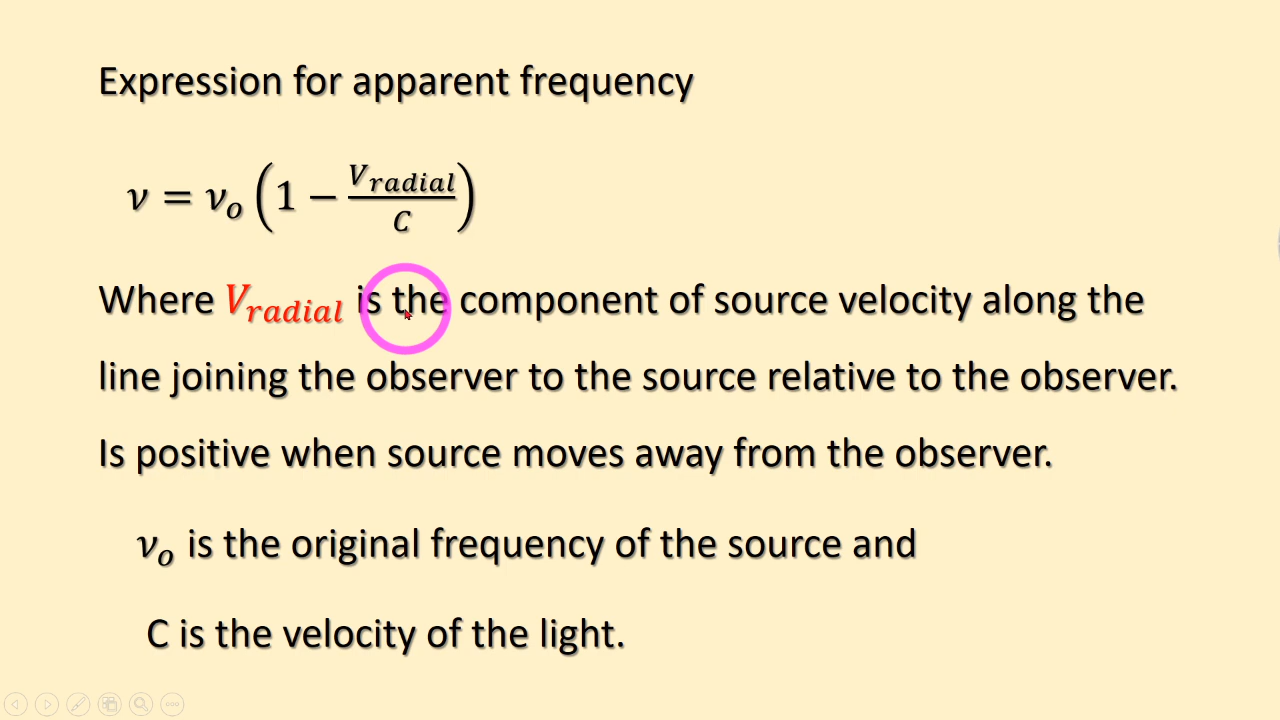 Expression for apparent frequency
ν = νₒ (1 − V_radial / C)
Where V_radial is the component of source velocity along the
line joining the observer to the source relative to the observer.
Is positive when source moves away from the observer.
νₒ is the original frequency of the source and
C is the velocity of the light.